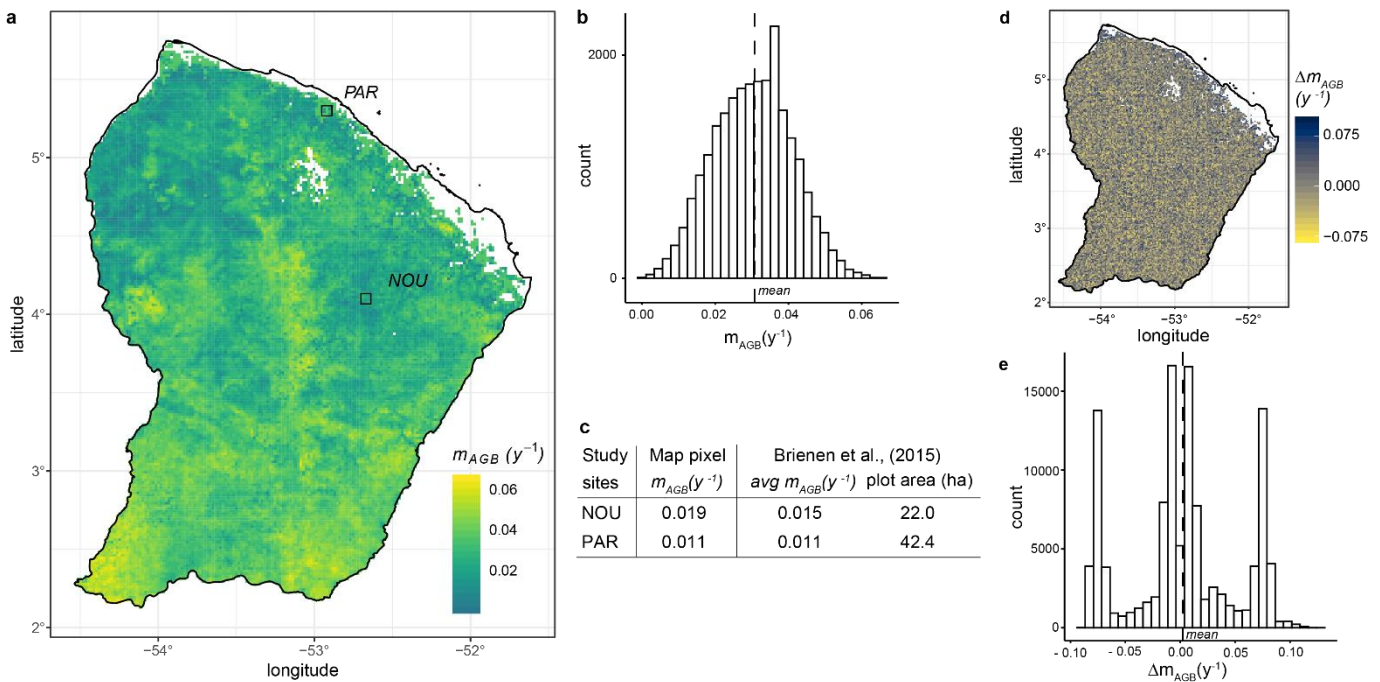 a
PAR
NOU
5°
4°
3°
2°
latitude
−54°
−53°
−52°
longitude
m_AGB (y⁻¹)
0.06
0.04
0.02
b
2000
0
count
mean
0.00
0.02
0.04
0.06
m_AGB(y⁻¹)
c
Study Map pixel Brienen et al., (2015)
sites m_AGB(y⁻¹) avg m_AGB(y⁻¹) plot area (ha)
NOU 0.019 0.015 22.0
PAR 0.011 0.011 42.4
d
5°
4°
3°
2°
latitude
−54°
−53°
−52°
longitude
Δm_AGB
(y⁻¹)
0.075
0.000
−0.075
e
15000
10000
5000
0
count
mean
- 0.10
- 0.05
0.00
0.05
0.10
Δm_AGB(y⁻¹)